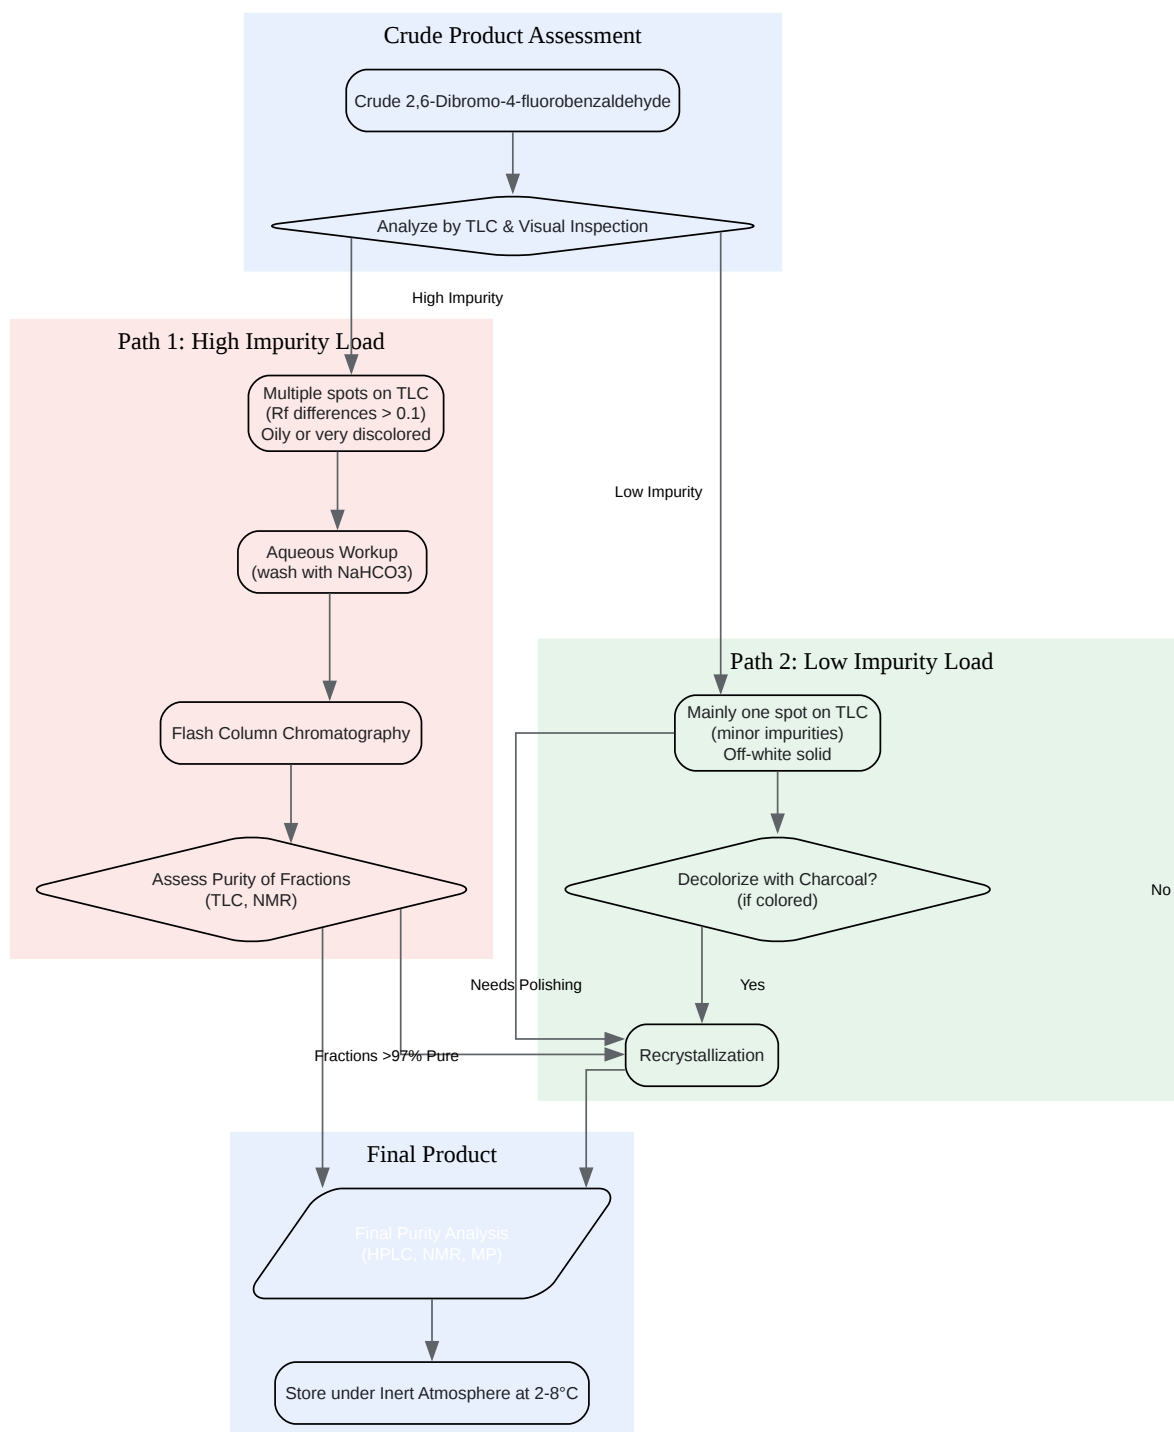 Crude Product Assessment
Crude 2,6-Dibromo-4-fluorobenzaldehyde
Analyze by TLC & Visual Inspection
High Impurity
Path 1: High Impurity Load
Multiple spots on TLC
(Rf differences > 0.1)
Oily or very discolored
Low Impurity
Aqueous Workup
(wash with NaHCO3)
Path 2: Low Impurity Load
Mainly one spot on TLC
(minor impurities)
Off-white solid
Flash Column Chromatography
Assess Purity of Fractions
(TLC, NMR)
Decolorize with Charcoal?
(if colored)
No
Needs Polishing
Yes
Fractions >97% Pure
Recrystallization
Final Product
Final Purity Analysis
(HPLC, NMR, MP)
Store under Inert Atmosphere at 2-8°C